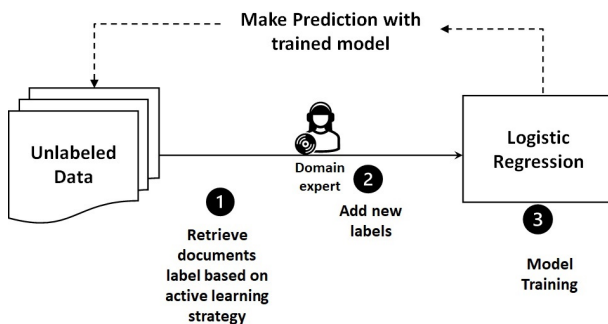 Make Prediction with
trained model
Unlabeled
Data
Domain
expert
Logistic
Regression
1
Retrieve
documents
label based on
active learning
strategy
2
Add new
labels
3
Model
Training